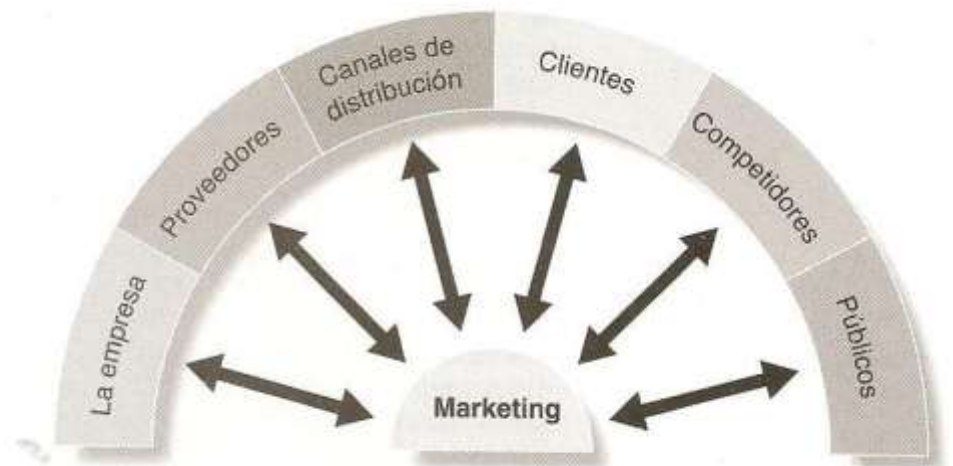 La empresa
Proveedores
Canales de
distribución
Clientes
Competidores
Públicos
Marketing